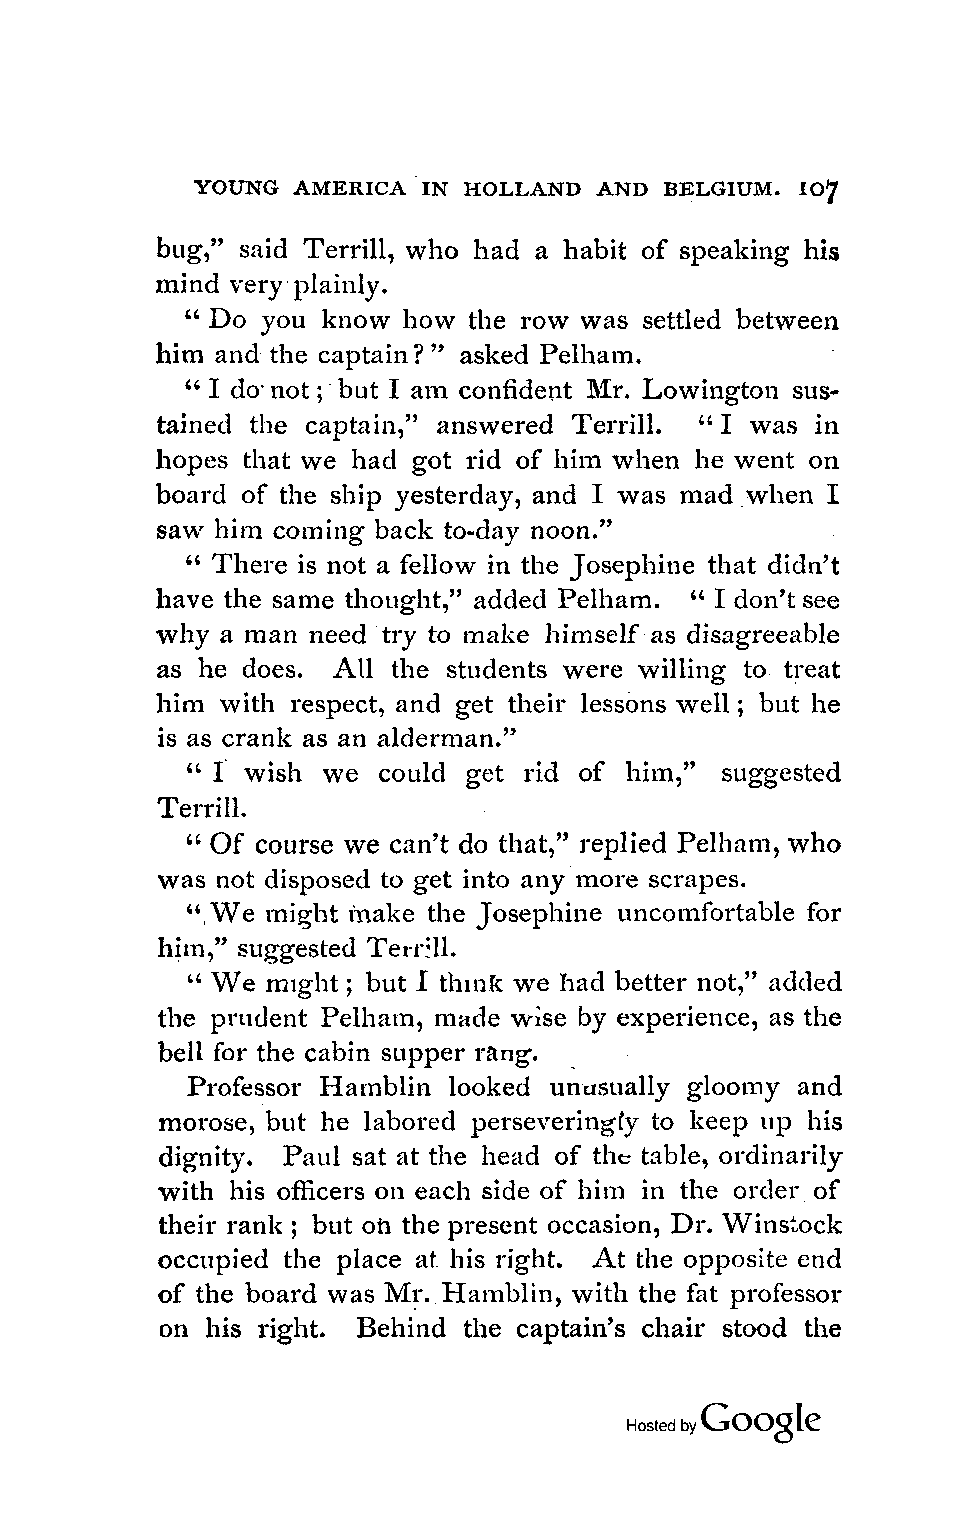 YOUNG AMERICA IN HOLLAND AND BELGIUM. 107
bug,” said Terrill, who had a habit of speaking his
mind very plainly.
“ Do you know how the row was settled between
him and the captain? ” asked Pelham.
“ I do not ; but I am confident Mr. Lowington sus-
tained the captain,” answered Terrill. “ I was in
hopes that we had got rid of him when he went on
board of the ship yesterday, and I was mad when I
saw him coming back to-day noon.”
“ There is not a fellow in the Josephine that didn’t
have the same thought,” added Pelham. “ I don’t see
why a man need try to make himself as disagreeable
as he does. All the students were willing to treat
him with respect, and get their lessons well ; but he
is as crank as an alderman.”
“ I wish we could get rid of him,” suggested
Terrill.
“ Of course we can’t do that,” replied Pelham, who
was not disposed to get into any more scrapes.
“ We might make the Josephine uncomfortable for
him,” suggested Terrill.
“ We might ; but I think we had better not,” added
the prudent Pelham, made wise by experience, as the
bell for the cabin supper rang.
Professor Hamblin looked unusually gloomy and
morose, but he labored perseveringly to keep up his
dignity. Paul sat at the head of the table, ordinarily
with his officers on each side of him in the order of
their rank ; but on the present occasion, Dr. Winstock
occupied the place at his right. At the opposite end
of the board was Mr. Hamblin, with the fat professor
on his right. Behind the captain’s chair stood the
Hosted by Google